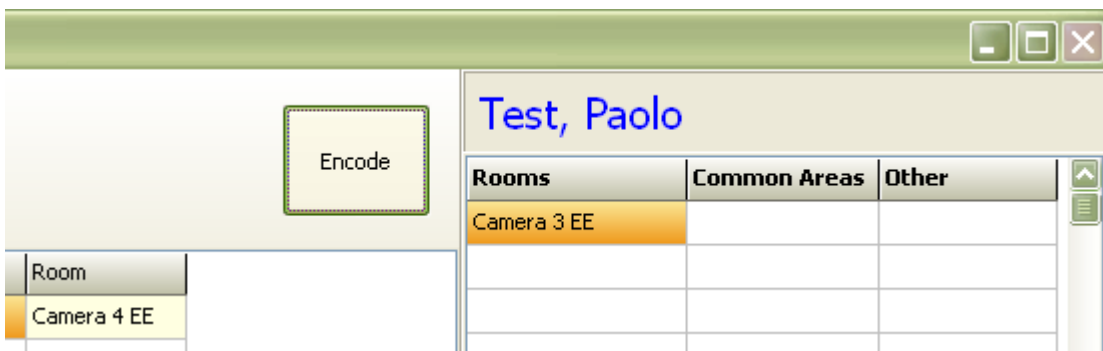 Encode
Room
Camera 4 EE
Test, Paolo
Rooms Common Areas Other
Camera 3 EE